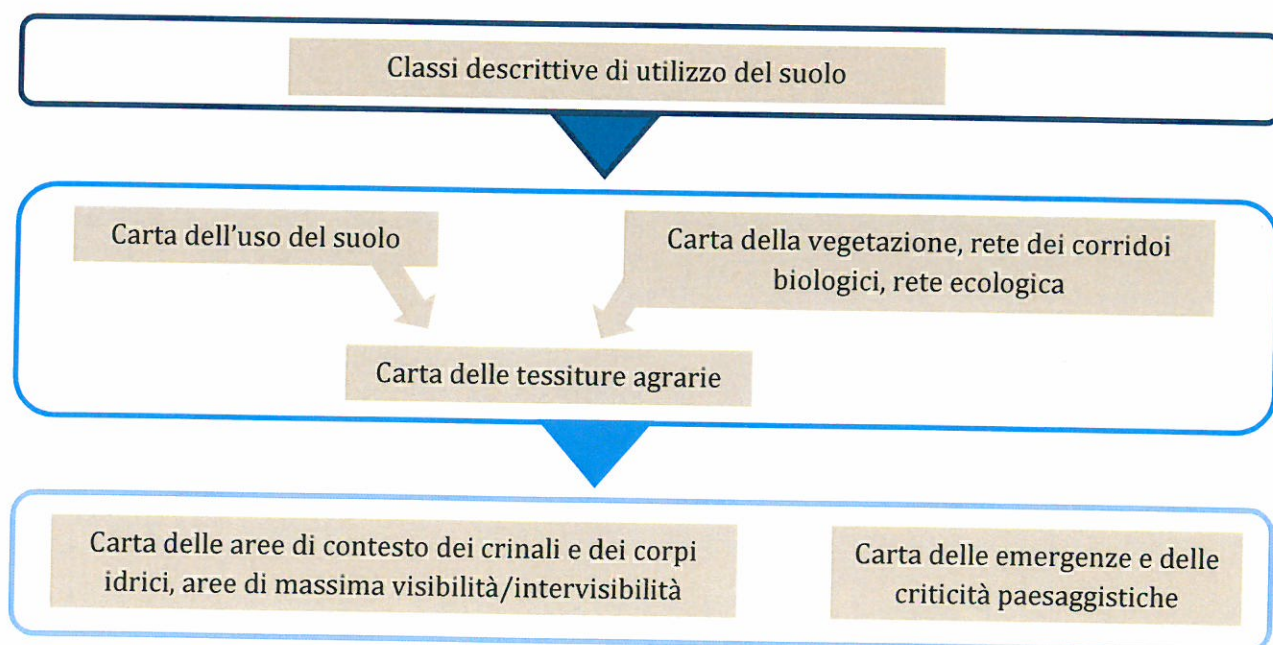 Classi descrittive di utilizzo del suolo
Carta dell'uso del suolo
Carta della vegetazione, rete dei corridoi
biologici, rete ecologica
Carta delle tessiture agrarie
Carta delle aree di contesto dei crinali e dei corpi
idrici, aree di massima visibilità/intervisibilità
Carta delle emergenze e delle
criticità paesaggistiche